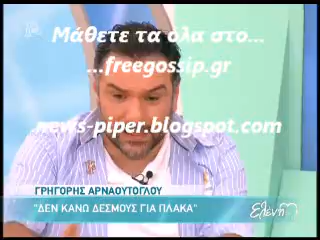 Μάθετε τα όλα στο...
...freegossip.gr
news-piper.blogspot.com
ΓΡΗΓΟΡΗΣ ΑΡΝΑΟΥΤΟΓΛΟΥ
"ΔΕΝ ΚΑΝΩ ΔΕΣΜΟΥΣ ΓΙΑ ΠΛΑΚΑ"
Ελένη